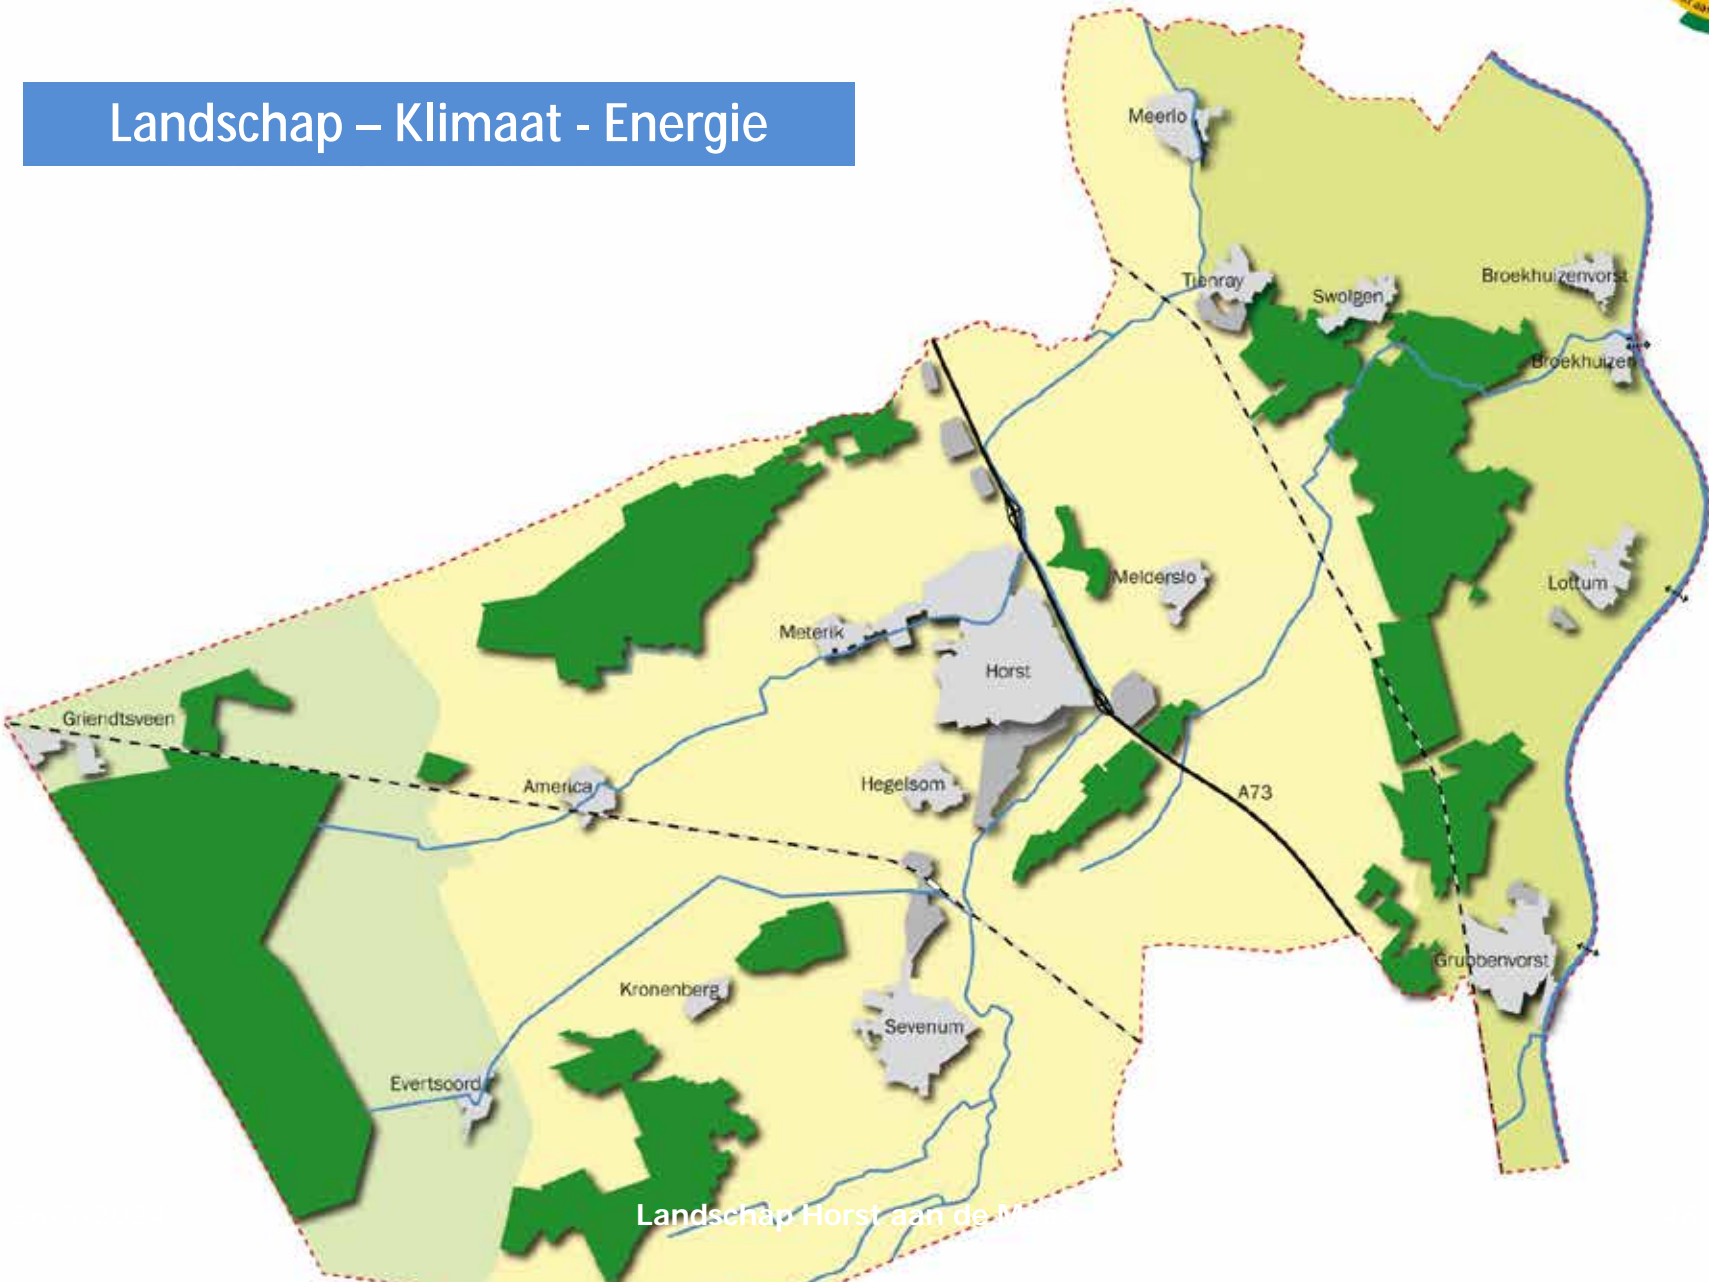 Landschap – Klimaat - Energie
Meerlo
Tienray
Swolgen
Broekhuizenvorst
Broekhuizen
Melderslo
Lottum
Meterik
Horst
Griendtsveen
America
Hegelsom
A73
Kronenberg
Grubbenvorst
Sevenum
Evertsoord
Landschap Horst aan de M